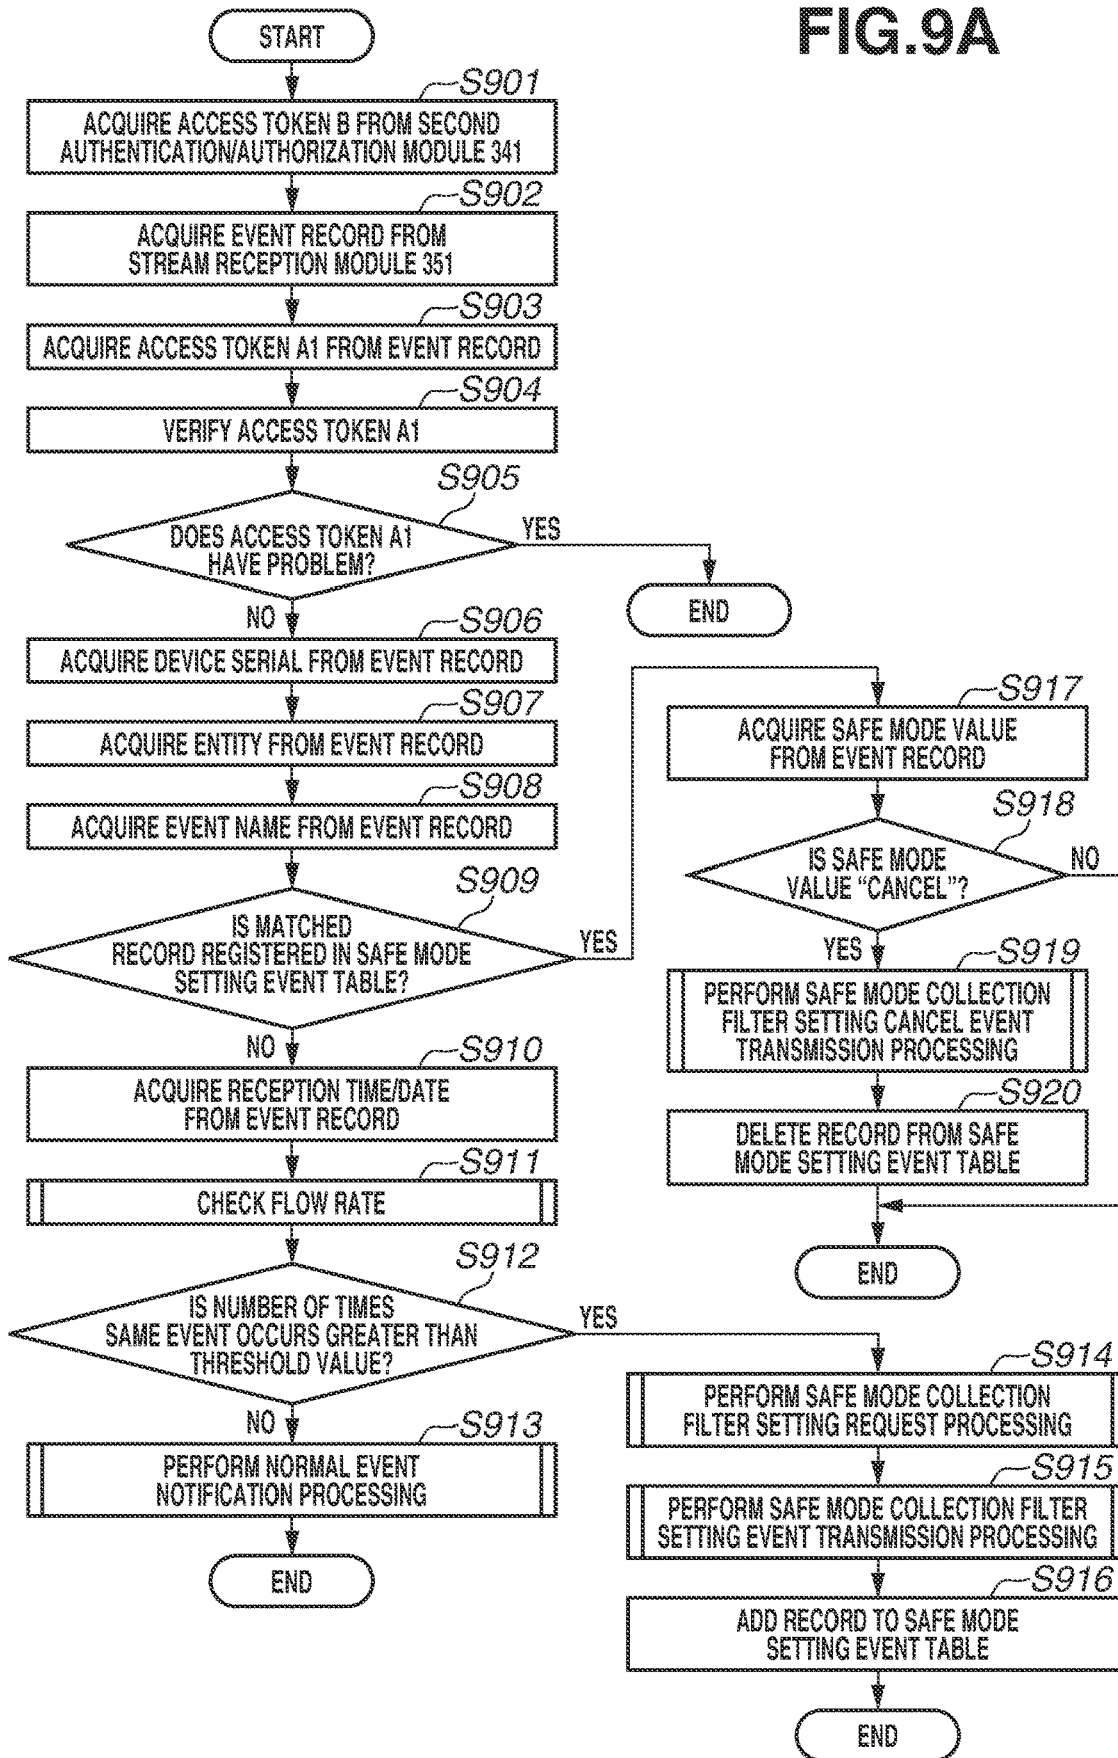 FIG.9A
START
S901
ACQUIRE ACCESS TOKEN B FROM SECOND
AUTHENTICATION/AUTHORIZATION MODULE 341
S902
ACQUIRE EVENT RECORD FROM
STREAM RECEPTION MODULE 351
S903
ACQUIRE ACCESS TOKEN A1 FROM EVENT RECORD
S904
VERIFY ACCESS TOKEN A1
S905
DOES ACCESS TOKEN A1
HAVE PROBLEM?
YES
END
NO
S906
ACQUIRE DEVICE SERIAL FROM EVENT RECORD
S907
ACQUIRE ENTITY FROM EVENT RECORD
S908
ACQUIRE EVENT NAME FROM EVENT RECORD
S909
IS MATCHED
RECORD REGISTERED IN SAFE MODE
SETTING EVENT TABLE?
YES
NO
S910
ACQUIRE RECEPTION TIME/DATE
FROM EVENT RECORD
S911
CHECK FLOW RATE
S912
IS NUMBER OF TIMES
SAME EVENT OCCURS GREATER THAN
THRESHOLD VALUE?
YES
NO
S913
PERFORM NORMAL EVENT
NOTIFICATION PROCESSING
END
S917
ACQUIRE SAFE MODE VALUE
FROM EVENT RECORD
S918
IS SAFE MODE
VALUE "CANCEL"?
NO
YES
S919
PERFORM SAFE MODE COLLECTION
FILTER SETTING CANCEL EVENT
TRANSMISSION PROCESSING
S920
DELETE RECORD FROM SAFE
MODE SETTING EVENT TABLE
END
S914
PERFORM SAFE MODE COLLECTION
FILTER SETTING REQUEST PROCESSING
S915
PERFORM SAFE MODE COLLECTION FILTER
SETTING EVENT TRANSMISSION PROCESSING
S916
ADD RECORD TO SAFE MODE
SETTING EVENT TABLE
END